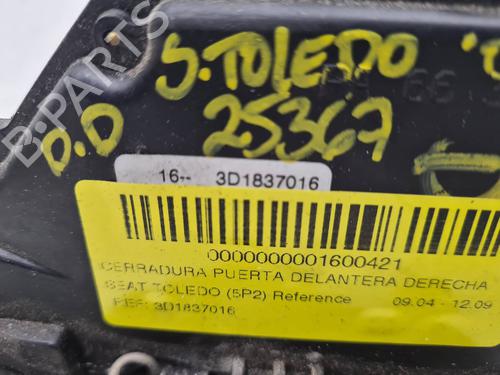 S.TOLEDO
D.D
25367
16-- 3D1837016
0000000001600421
CERRADURA PUERTA DELANTERA DERECHA
SEAT TOLEDO (5P2) Reference 09.04 - 12.09
REF: 3D1837016